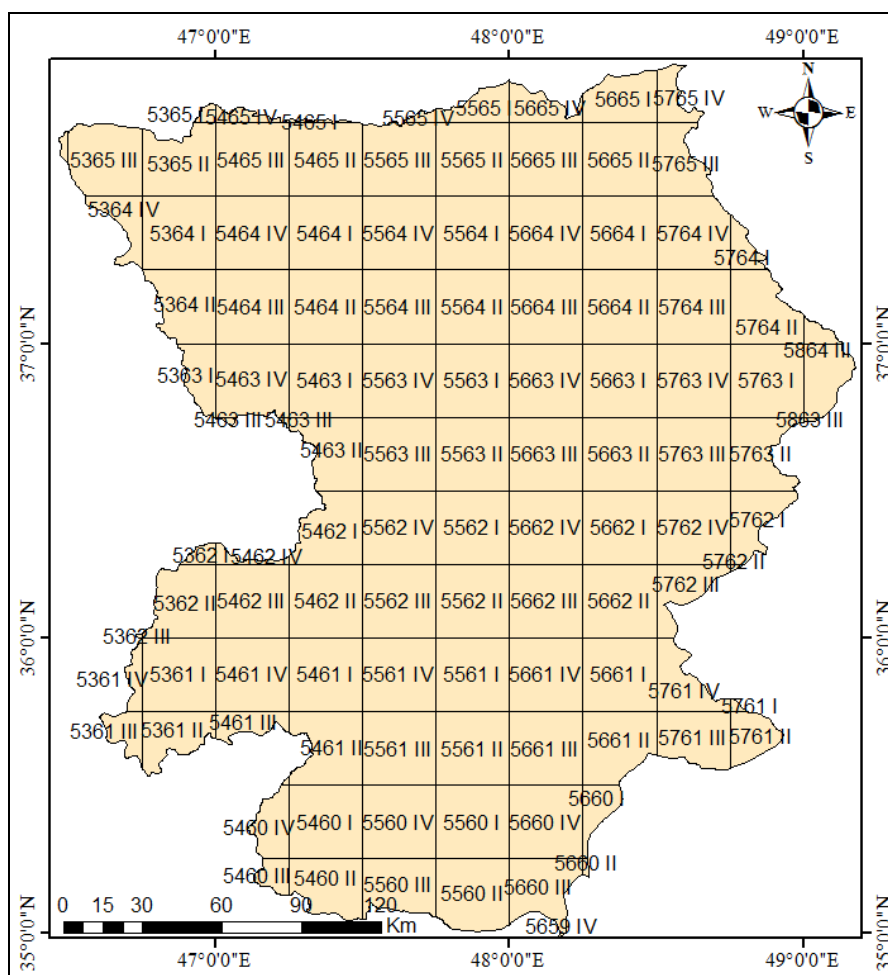 47°0'0"E 48°0'0"E 49°0'0"E
N
W E
S
5365 I 5465 IV 5465 I 5565 IV 5565 I 5665 IV 5665 I 5765 IV
5365 III 5365 II 5465 III 5465 II 5565 III 5565 II 5665 III 5665 II 5765 III
5364 IV 5364 I 5464 IV 5464 I 5564 IV 5564 I 5664 IV 5664 I 5764 IV 5764 I
5364 II 5464 III 5464 II 5564 III 5564 II 5664 III 5664 II 5764 III 5764 II
37°0'0"N 5864 III 37°0'0"N
5363 I 5463 IV 5463 I 5563 IV 5563 I 5663 IV 5663 I 5763 IV 5763 I
5463 III 5463 III 5863 III
5463 II 5563 III 5563 II 5663 III 5663 II 5763 III 5763 II
5462 I 5562 IV 5562 I 5662 IV 5662 I 5762 IV 5762 I
5362 I 5462 IV 5762 II
5362 II 5462 III 5462 II 5562 III 5562 II 5662 III 5662 II 5762 III
36°0'0"N 5362 III 36°0'0"N
5361 IV 5361 I 5461 IV 5461 I 5561 IV 5561 I 5661 IV 5661 I 5761 IV 5761 I
5361 III 5361 II 5461 III 5461 II 5561 III 5561 II 5661 III 5661 II 5761 III 5761 II
5660 I
5460 IV 5460 I 5560 IV 5560 I 5660 IV
5660 II
5460 III 5460 II 5560 III 5560 II 5660 III
0 15 30 60 90 120
Km
5659 IV
35°0'0"N 35°0'0"N
47°0'0"E 48°0'0"E 49°0'0"E